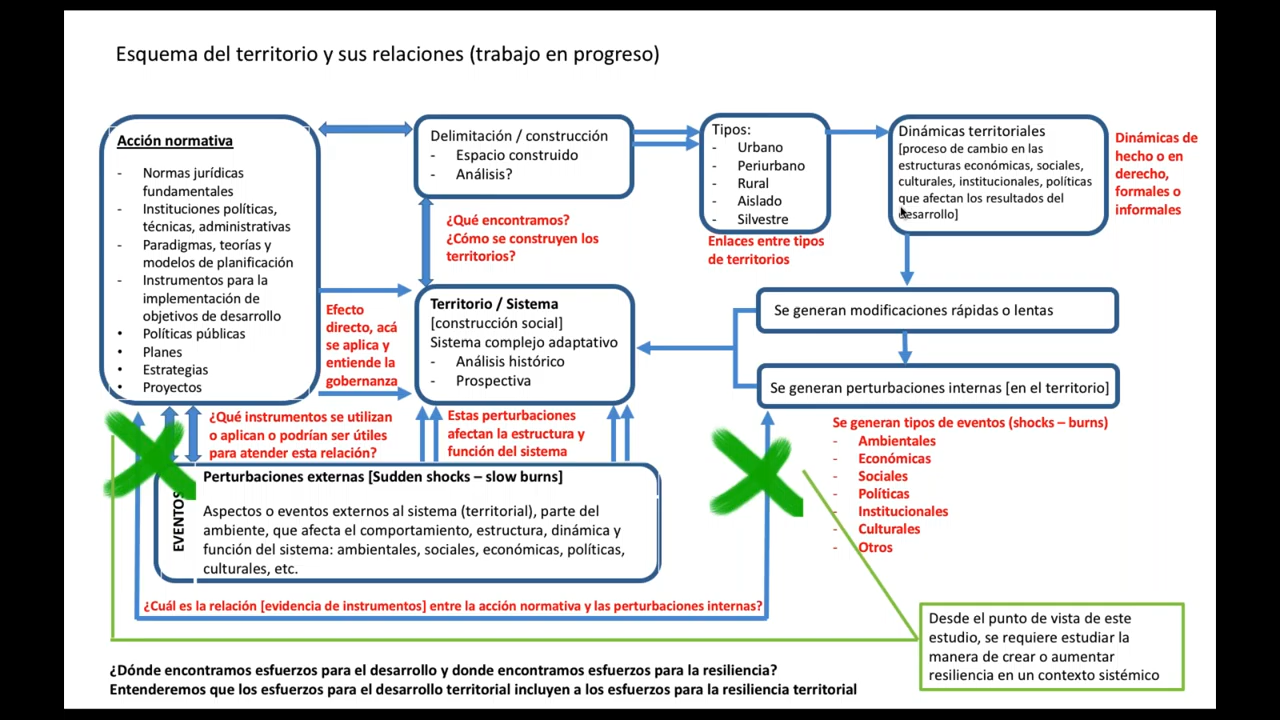 Esquema del territorio y sus relaciones (trabajo en progreso)
Acción normativa
- Normas jurídicas
fundamentales
- Instituciones políticas,
técnicas, administrativas
- Paradigmas, teorías y
modelos de planificación
- Instrumentos para la
implementación de
objetivos de desarrollo
• Políticas públicas
• Planes
• Estrategias
• Proyectos
Delimitación / construcción
- Espacio construido
- Análisis?
Tipos:
- Urbano
- Periurbano
- Rural
- Aislado
- Silvestre
Enlaces entre tipos
de territorios
Dinámicas territoriales
[proceso de cambio en las
estructuras económicas, sociales,
culturales, institucionales, políticas
que afectan los resultados del
desarrollo]
Dinámicas de
hecho o en
derecho,
formales o
informales
¿Qué encontramos?
¿Cómo se construyen los
territorios?
Efecto
directo, acá
se aplica y
entiende la
gobernanza
Territorio / Sistema
[construcción social]
Sistema complejo adaptativo
- Análisis histórico
- Prospectiva
Se generan modificaciones rápidas o lentas
Se generan perturbaciones internas [en el territorio]
¿Qué instrumentos se utilizan
o aplican o podrían ser útiles
para atender esta relación?
Estas perturbaciones
afectan la estructura y
función del sistema
Se generan tipos de eventos (shocks – burns)
- Ambientales
- Económicas
- Sociales
- Políticas
- Institucionales
- Culturales
- Otros
EVENTOS
Perturbaciones externas [Sudden shocks – slow burns]
Aspectos o eventos externos al sistema (territorial), parte del
ambiente, que afecta el comportamiento, estructura, dinámica y
función del sistema: ambientales, sociales, económicas, políticas,
culturales, etc.
¿Cuál es la relación [evidencia de instrumentos] entre la acción normativa y las perturbaciones internas?
Desde el punto de vista de este
estudio, se requiere estudiar la
manera de crear o aumentar
resiliencia en un contexto sistémico
¿Dónde encontramos esfuerzos para el desarrollo y donde encontramos esfuerzos para la resiliencia?
Entenderemos que los esfuerzos para el desarrollo territorial incluyen a los esfuerzos para la resiliencia territorial